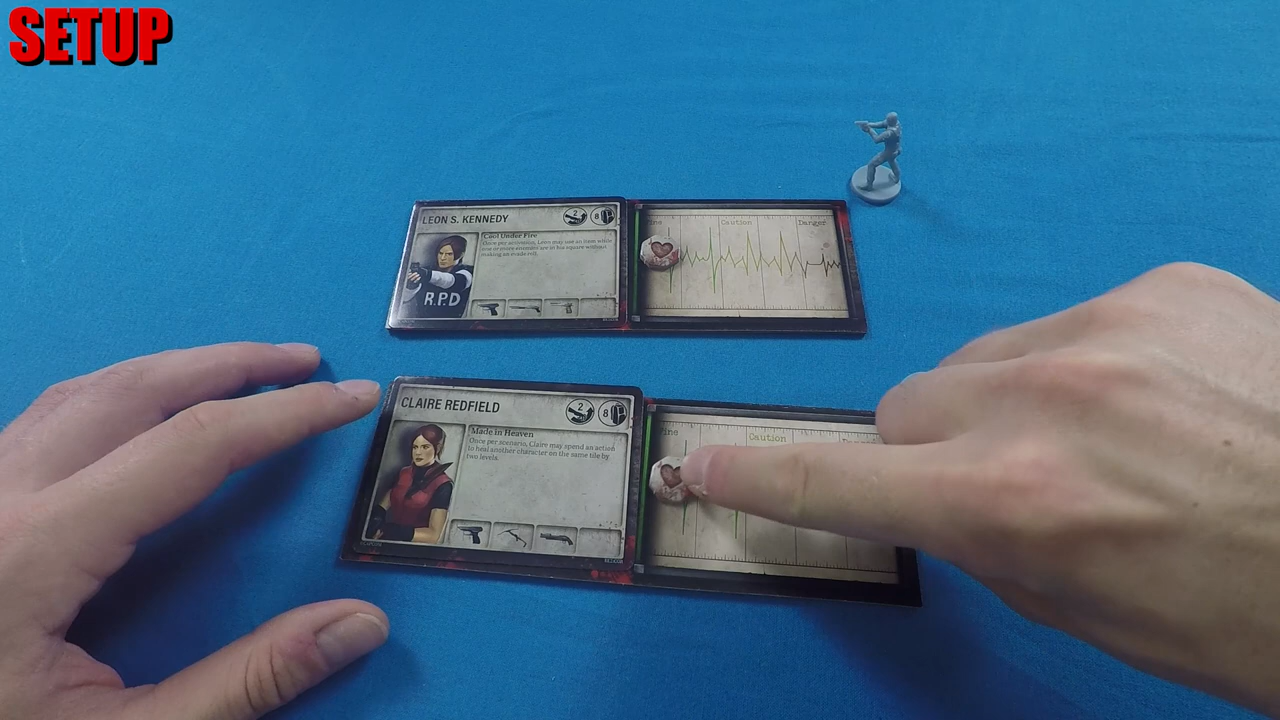 SETUP
LEON S. KENNEDY
2
8
Cool Under Fire
Once per activation, Leon may use an item while
one or more enemies are in his square without
making an evade roll.
R.P.D
Caution
Danger
CLAIRE REDFIELD
2
8
Made in Heaven
Once per scenario, Claire may spend an action
to heal another character on the same tile by
two levels.
Caution